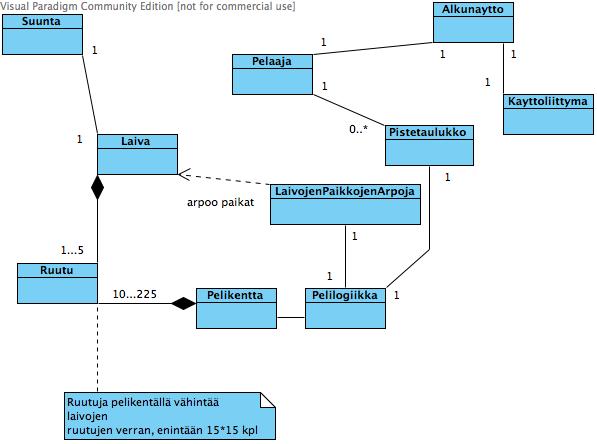 Visual Paradigm Community Edition [not for commercial use]
Suunta
Alkunaytto
1
1
1
1
Pelaaja
1
1
Kayttoliittyma
0..*
Pistetaulukko
1
Laiva
1
LaivojenPaikkojenArpoja
arpoo paikat
1
1...5
Ruutu
1
10...225
Pelikentta
Pelilogiikka
1
Ruutuja pelikentällä vähintää
laivojen
ruutujen verran, enintään 15*15 kpl